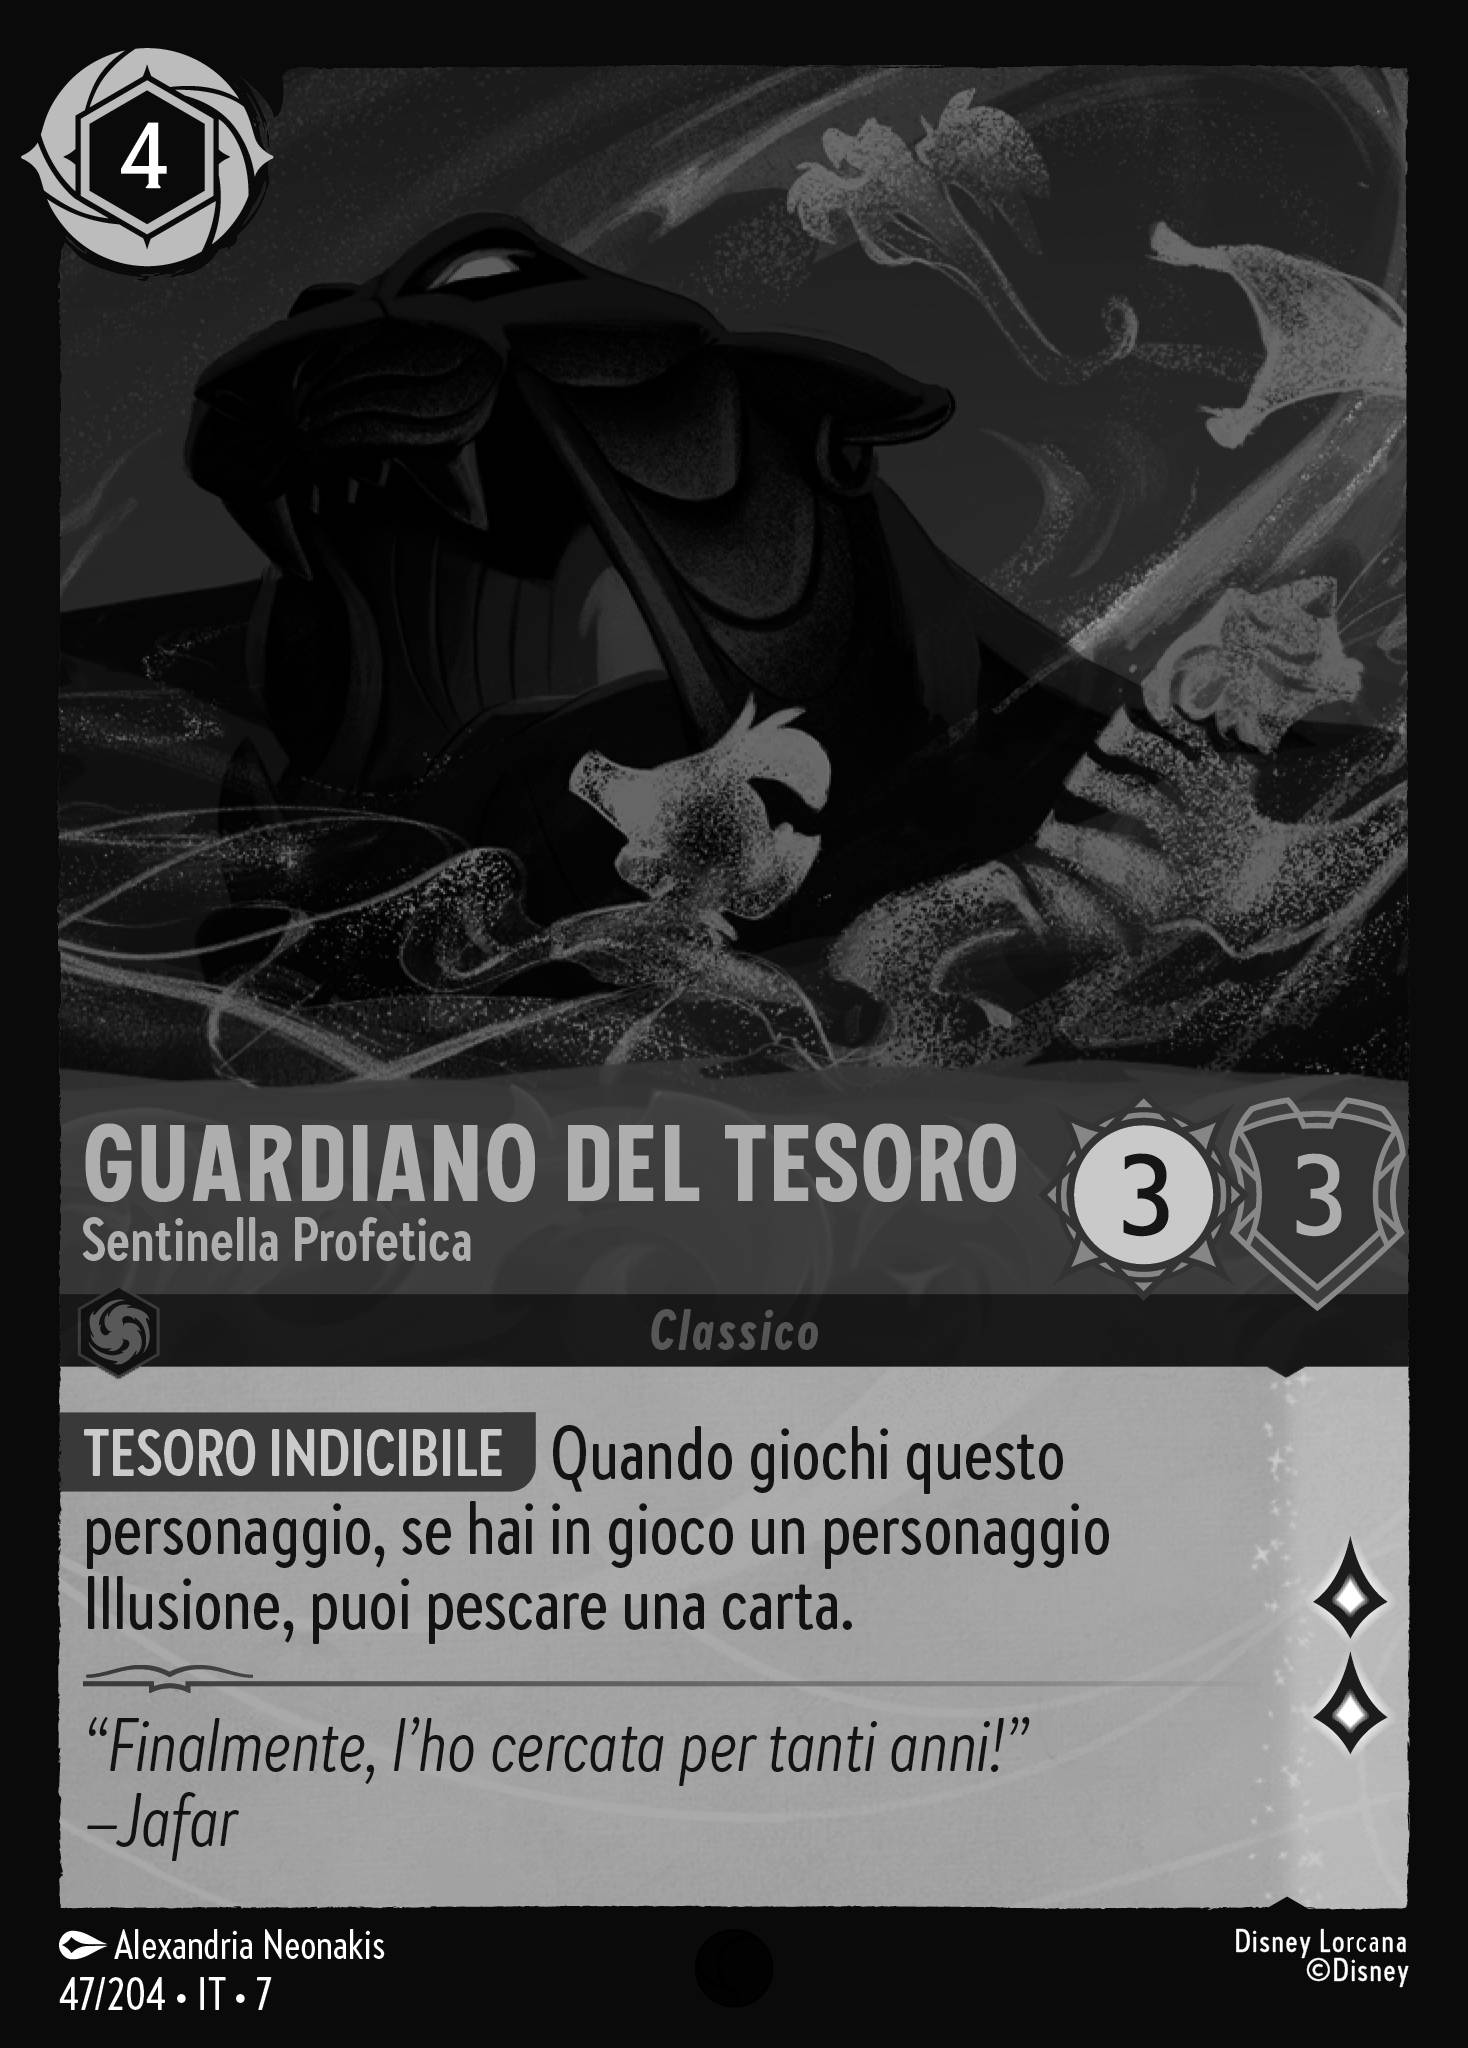 4
GUARDIANO DEL TESORO
3
3
Sentinella Profetica
Classico
TESORO INDICIBILE Quando giochi questo
personaggio, se hai in gioco un personaggio
Illusione, puoi pescare una carta.
“Finalmente, l’ho cercata per tanti anni!”
–Jafar
Alexandria Neonakis
47/204 • IT • 7
Disney Lorcana
©Disney